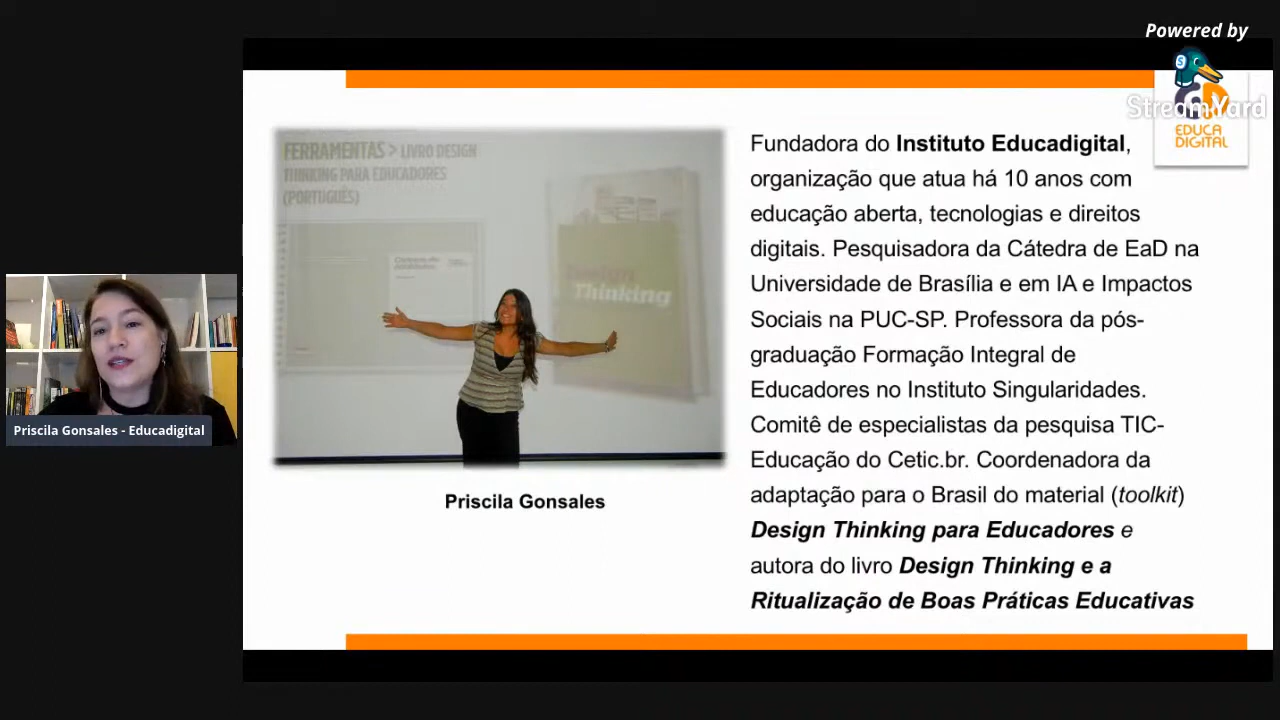 Powered by
StreamYard
EDUCA
DIGITAL
FERRAMENTAS > LIVRO DESIGN
THINKING PARA EDUCADORES
(PORTUGUÊS)
Design
Thinking
Priscila Gonsales - Educadigital
Priscila Gonsales
Fundadora do Instituto Educadigital,
organização que atua há 10 anos com
educação aberta, tecnologias e direitos
digitais. Pesquisadora da Cátedra de EaD na
Universidade de Brasília e em IA e Impactos
Sociais na PUC-SP. Professora da pós-
graduação Formação Integral de
Educadores no Instituto Singularidades.
Comitê de especialistas da pesquisa TIC-
Educação do Cetic.br. Coordenadora da
adaptação para o Brasil do material (toolkit)
Design Thinking para Educadores e
autora do livro Design Thinking e a
Ritualização de Boas Práticas Educativas